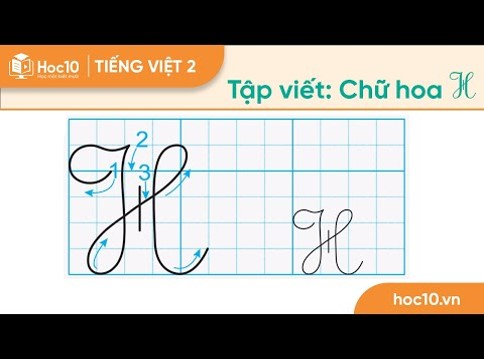 Hoc10
TIẾNG VIỆT 2
Tập viết: Chữ hoa H
1
2
3
H
H
hoc10.vn